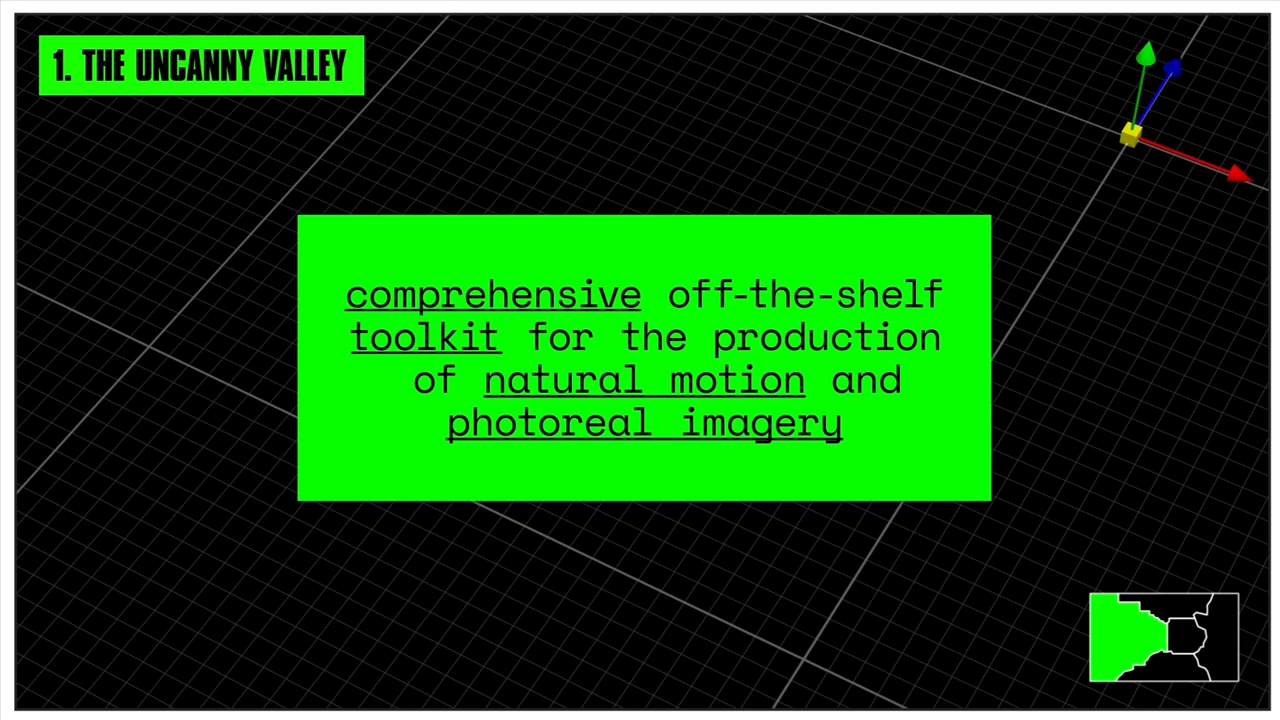 1. THE UNCANNY VALLEY
comprehensive off-the-shelf
toolkit for the production
of natural motion and
photoreal imagery